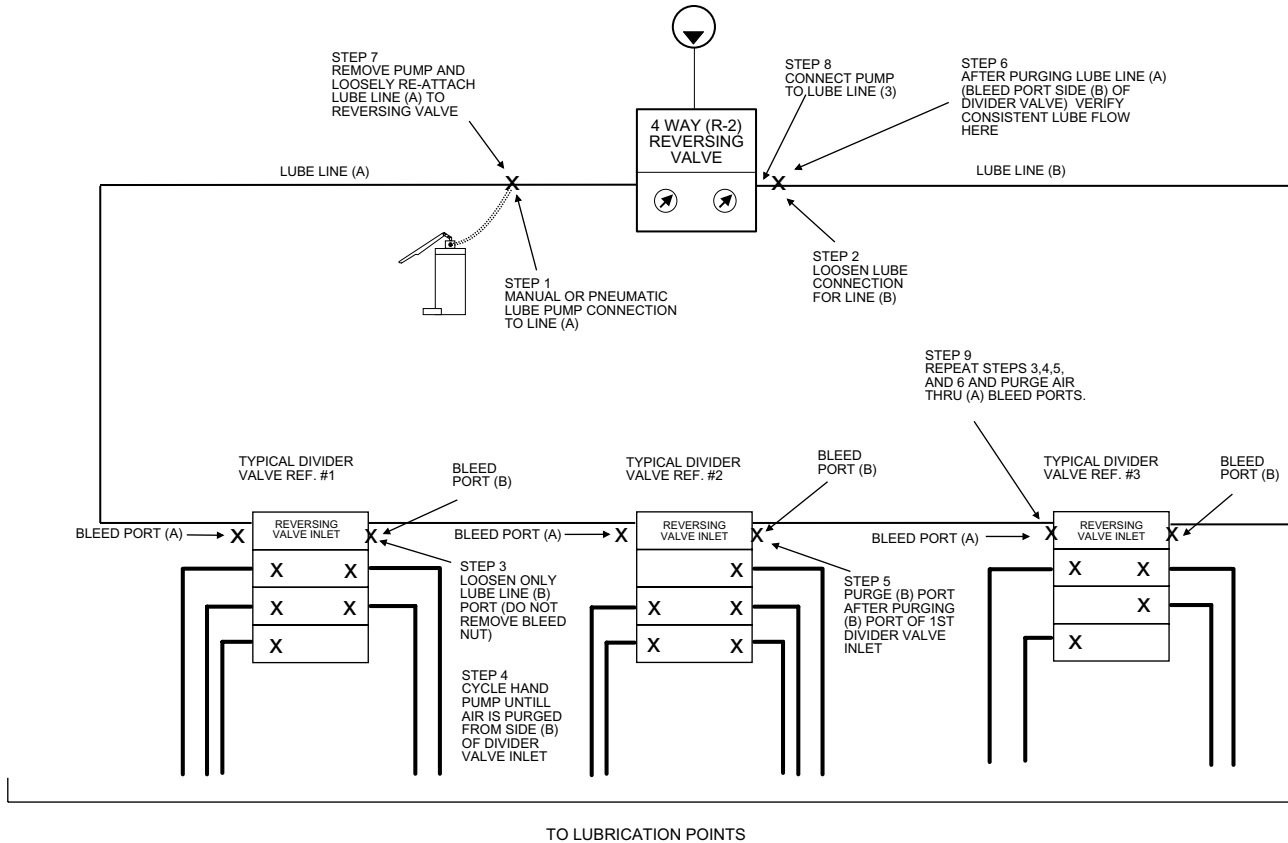 STEP 7
REMOVE PUMP AND
LOOSELY RE-ATTACH
LUBE LINE (A) TO
REVERSING VALVE
STEP 8
CONNECT PUMP
TO LUBE LINE (3)
STEP 6
AFTER PURGING LUBE LINE (A)
(BLEED PORT SIDE (B) OF
DIVIDER VALVE) VERIFY
CONSISTENT LUBE FLOW
HERE
4 WAY (R-2)
REVERSING
VALVE
LUBE LINE (A)
X
X
LUBE LINE (B)
STEP 1
MANUAL OR PNEUMATIC
LUBE PUMP CONNECTION
TO LINE (A)
STEP 2
LOOSEN LUBE
CONNECTION
FOR LINE (B)
STEP 9
REPEAT STEPS 3,4,5,
AND 6 AND PURGE AIR
THRU (A) BLEED PORTS.
TYPICAL DIVIDER
VALVE REF. #1
BLEED
PORT (B)
TYPICAL DIVIDER
VALVE REF. #2
BLEED
PORT (B)
TYPICAL DIVIDER
VALVE REF. #3
BLEED
PORT (B)
BLEED PORT (A)
X
REVERSING
VALVE INLET
X
BLEED PORT (A)
X
REVERSING
VALVE INLET
X
BLEED PORT (A)
X
REVERSING
VALVE INLET
X
X X
X X
X
STEP 3
LOOSEN ONLY
LUBE LINE (B)
PORT (DO NOT
REMOVE BLEED
NUT)
STEP 4
CYCLE HAND
PUMP UNTILL
AIR IS PURGED
FROM SIDE (B)
OF DIVIDER
VALVE INLET
X
X X
X X
STEP 5
PURGE (B) PORT
AFTER PURGING
(B) PORT OF 1ST
DIVIDER VALVE
INLET
X X
X
X
TO LUBRICATION POINTS